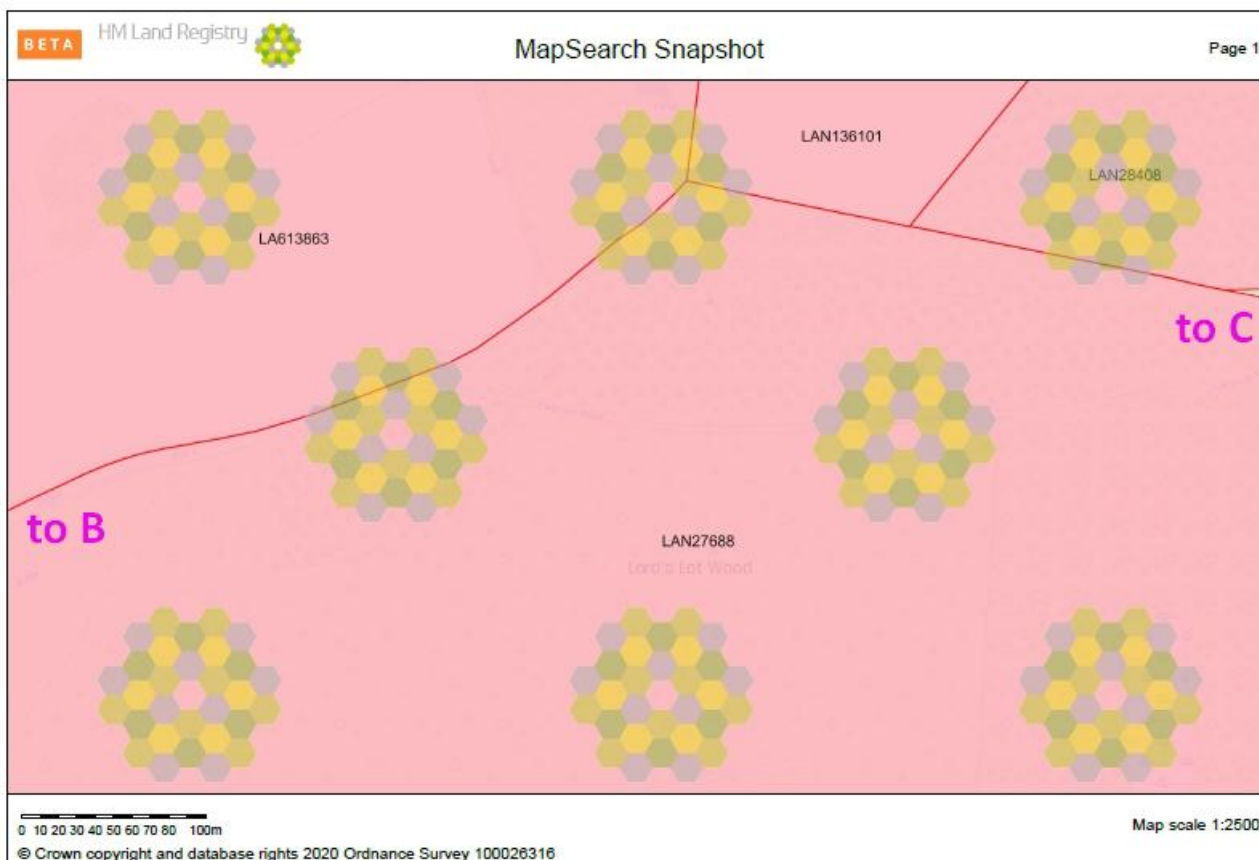 BETA
HM Land Registry
MapSearch Snapshot
Page 1
LAN136101
LAN28408
LA613863
to C
to B
LAN27688
Lord's Lot Wood
0 10 20 30 40 50 60 70 80 100m
Map scale 1:2500
© Crown copyright and database rights 2020 Ordnance Survey 100026316